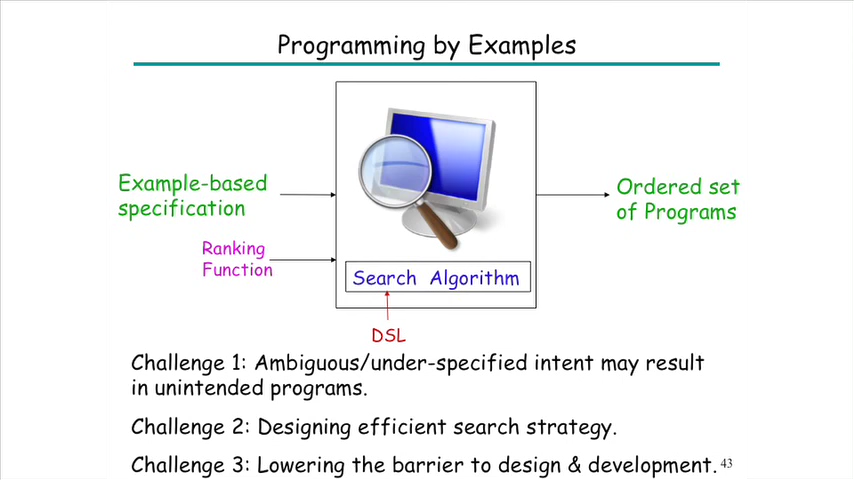 Programming by Examples
Example-based
specification
Ranking
Function
Search Algorithm
DSL
Ordered set
of Programs
Challenge 1: Ambiguous/under-specified intent may result
in unintended programs.
Challenge 2: Designing efficient search strategy.
Challenge 3: Lowering the barrier to design & development.
43